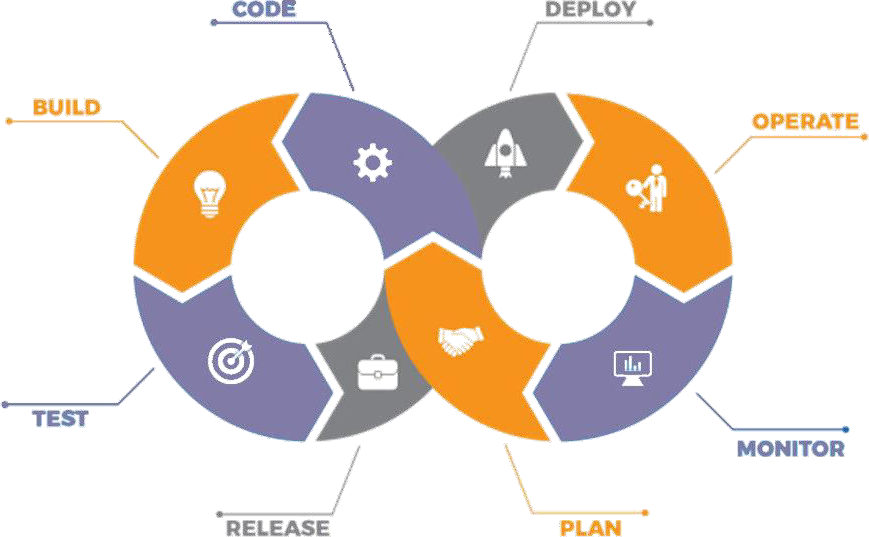 CODE
DEPLOY
BUILD
OPERATE
TEST
MONITOR
RELEASE
PLAN